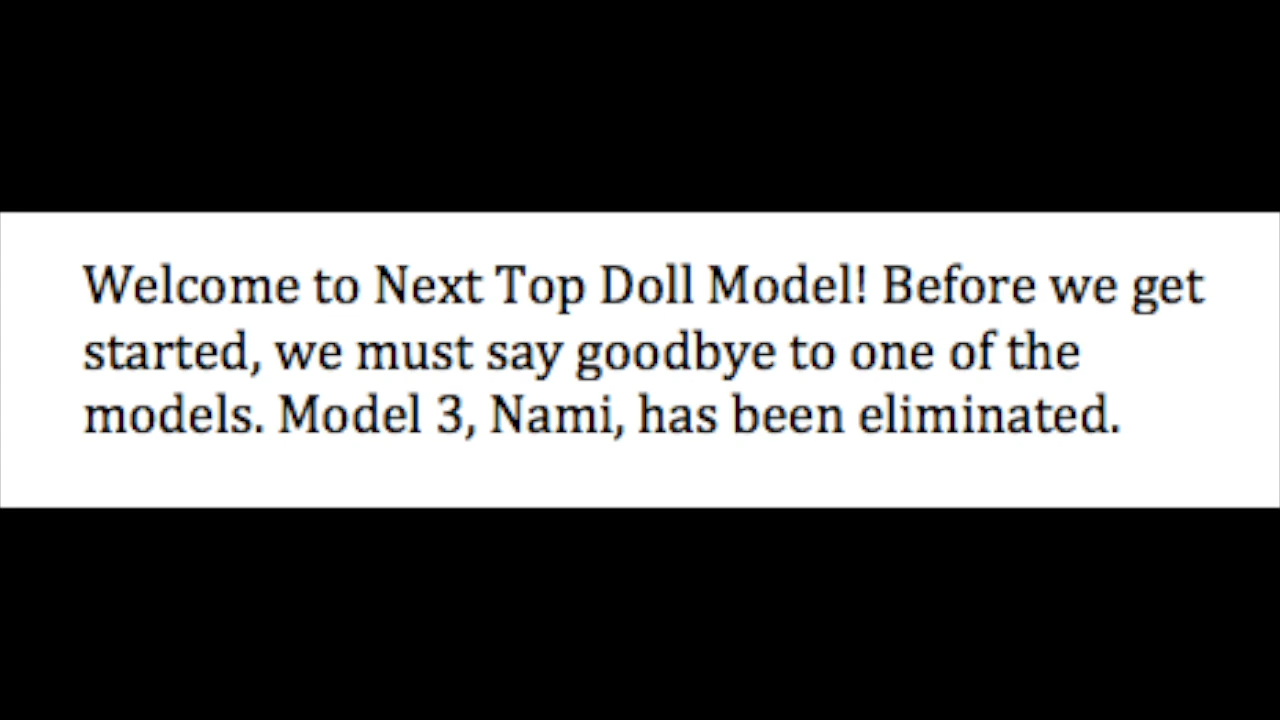 Welcome to Next Top Doll Model! Before we get
started, we must say goodbye to one of the
models. Model 3, Nami, has been eliminated.